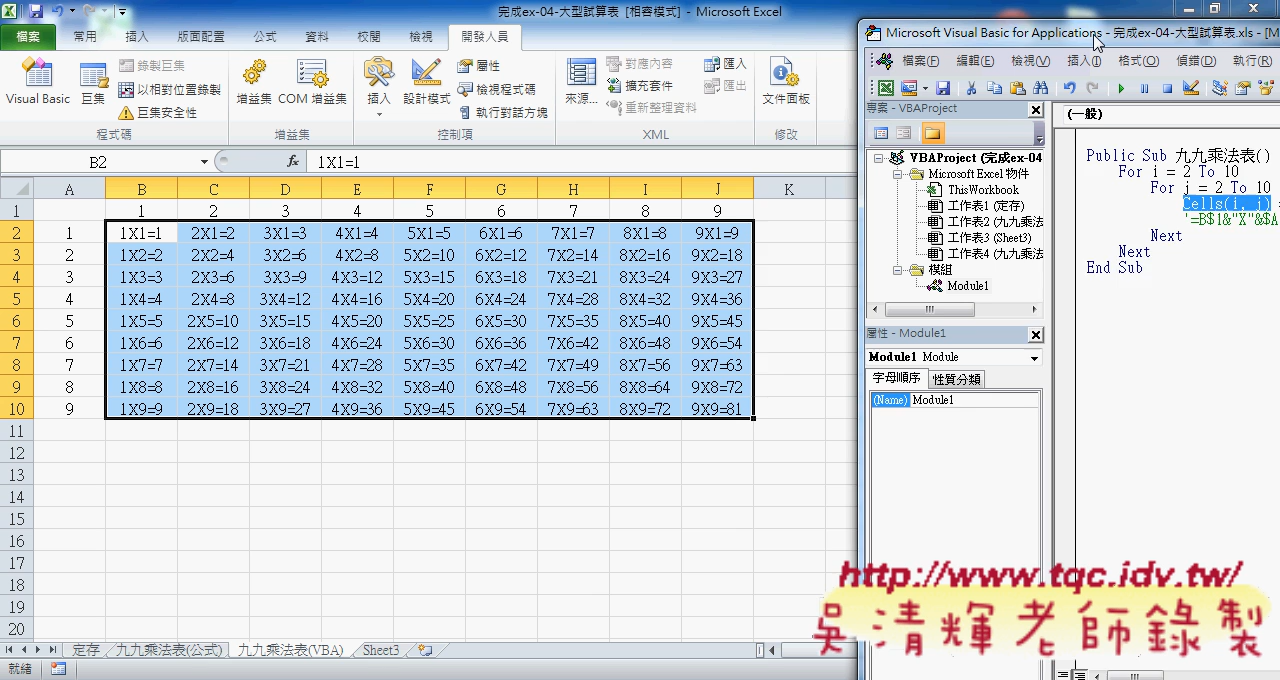 完成ex-04-大型試算表 [相容模式] - Microsoft Excel
檔案 常用 插入 版面配置 公式 資料 校閱 檢視 開發人員
Visual Basic 巨集 錄製巨集 以相對位置錄製 巨集安全性 程式碼
增益集 COM 增益集 增益集
插入 設計模式 屬性 檢視程式碼 執行對話方塊 控制項
來源... 對應內容 擴充套件 重新整理資料 匯入 匯出 XML
文件面板 修改
B2 fx 1X1=1
A B C D E F G H I J K
1 1 2 3 4 5 6 7 8 9
2 1 1X1=1 2X1=2 3X1=3 4X1=4 5X1=5 6X1=6 7X1=7 8X1=8 9X1=9
3 2 1X2=2 2X2=4 3X2=6 4X2=8 5X2=10 6X2=12 7X2=14 8X2=16 9X2=18
4 3 1X3=3 2X3=6 3X3=9 4X3=12 5X3=15 6X3=18 7X3=21 8X3=24 9X3=27
5 4 1X4=4 2X4=8 3X4=12 4X4=16 5X4=20 6X4=24 7X4=28 8X4=32 9X4=36
6 5 1X5=5 2X5=10 3X5=15 4X5=20 5X5=25 6X5=30 7X5=35 8X5=40 9X5=45
7 6 1X6=6 2X6=12 3X6=18 4X6=24 5X6=30 6X6=36 7X6=42 8X6=48 9X6=54
8 7 1X7=7 2X7=14 3X7=21 4X7=28 5X7=35 6X7=42 7X7=49 8X7=56 9X7=63
9 8 1X8=8 2X8=16 3X8=24 4X8=32 5X8=40 6X8=48 7X8=56 8X8=64 9X8=72
10 9 1X9=9 2X9=18 3X9=27 4X9=36 5X9=45 6X9=54 7X9=63 8X9=72 9X9=81
11
12
13
14
15
16
17
18
19
20
定存 九九乘法表(公式) 九九乘法表(VBA) Sheet3
就緒
Microsoft Visual Basic for Applications - 完成ex-04-大型試算表.xls - [M
檔案(F) 編輯(E) 檢視(V) 插入(I) 格式(O) 偵錯(D) 執行(R)
專案 - VBAProject
VBAProject (完成ex-04
Microsoft Excel 物件
ThisWorkbook
工作表1 (定存)
工作表2 (九九乘法
工作表3 (Sheet3)
工作表4 (九九乘法
模組
Module1
屬性 - Module1
Module1 Module
字母順序 性質分類
(Name) Module1
(一般)
Public Sub 九九乘法表()
For i = 2 To 10
For j = 2 To 10
Cells(i, j) =
'=B$1&"X"&$A
Next
Next
End Sub
http://www.tqc.idv.tw/
吳清輝老師錄製